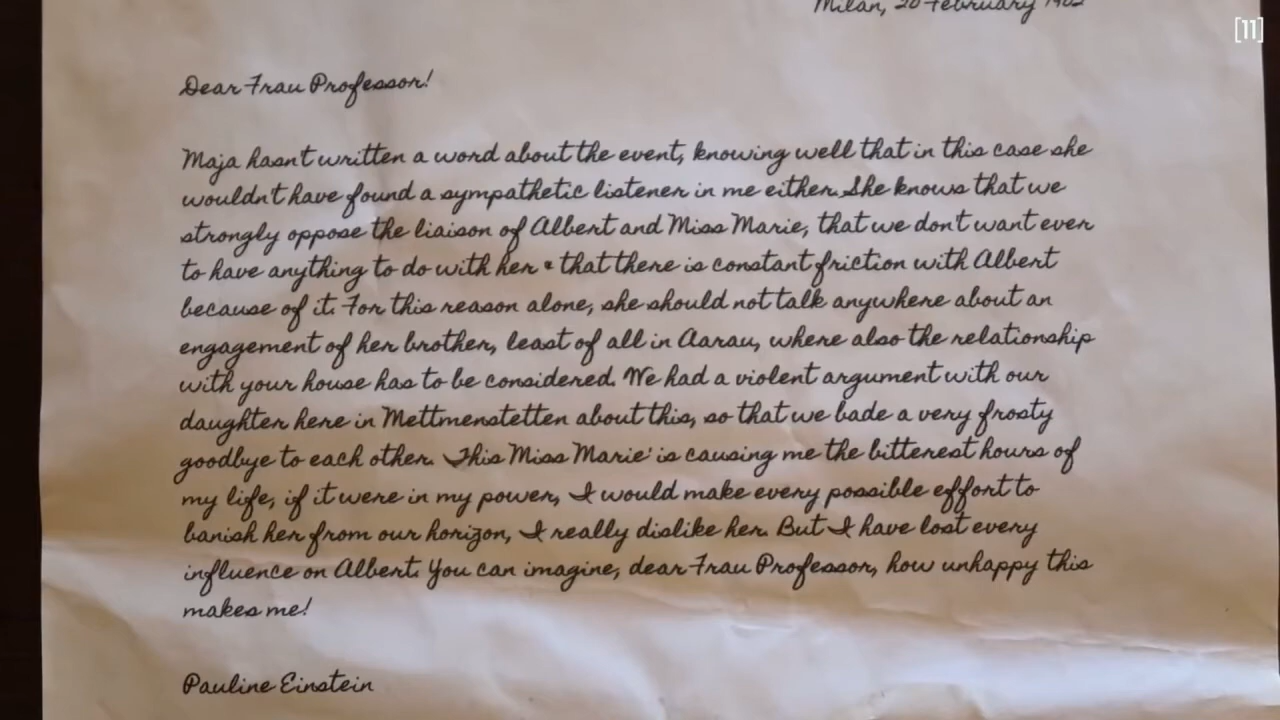 Milan, 20 February 1902
[11]
Dear Frau Professor!
Maja hasn't written a word about the event, knowing well that in this case she
wouldn't have found a sympathetic listener in me either. She knows that we
strongly oppose the liaison of Albert and Miss Marie, that we don't want ever
to have anything to do with her & that there is constant friction with Albert
because of it. For this reason alone, she should not talk anywhere about an
engagement of her brother, least of all in Aarau, where also the relationship
with your house has to be considered. We had a violent argument with our
daughter here in Mettmenstetten about this, so that we bade a very frosty
goodbye to each other. This Miss Marie' is causing me the bitterest hours of
my life, if it were in my power, I would make every possible effort to
banish her from our horizon, I really dislike her. But I have lost every
influence on Albert. You can imagine, dear Frau Professor, how unhappy this
makes me!
Pauline Einstein